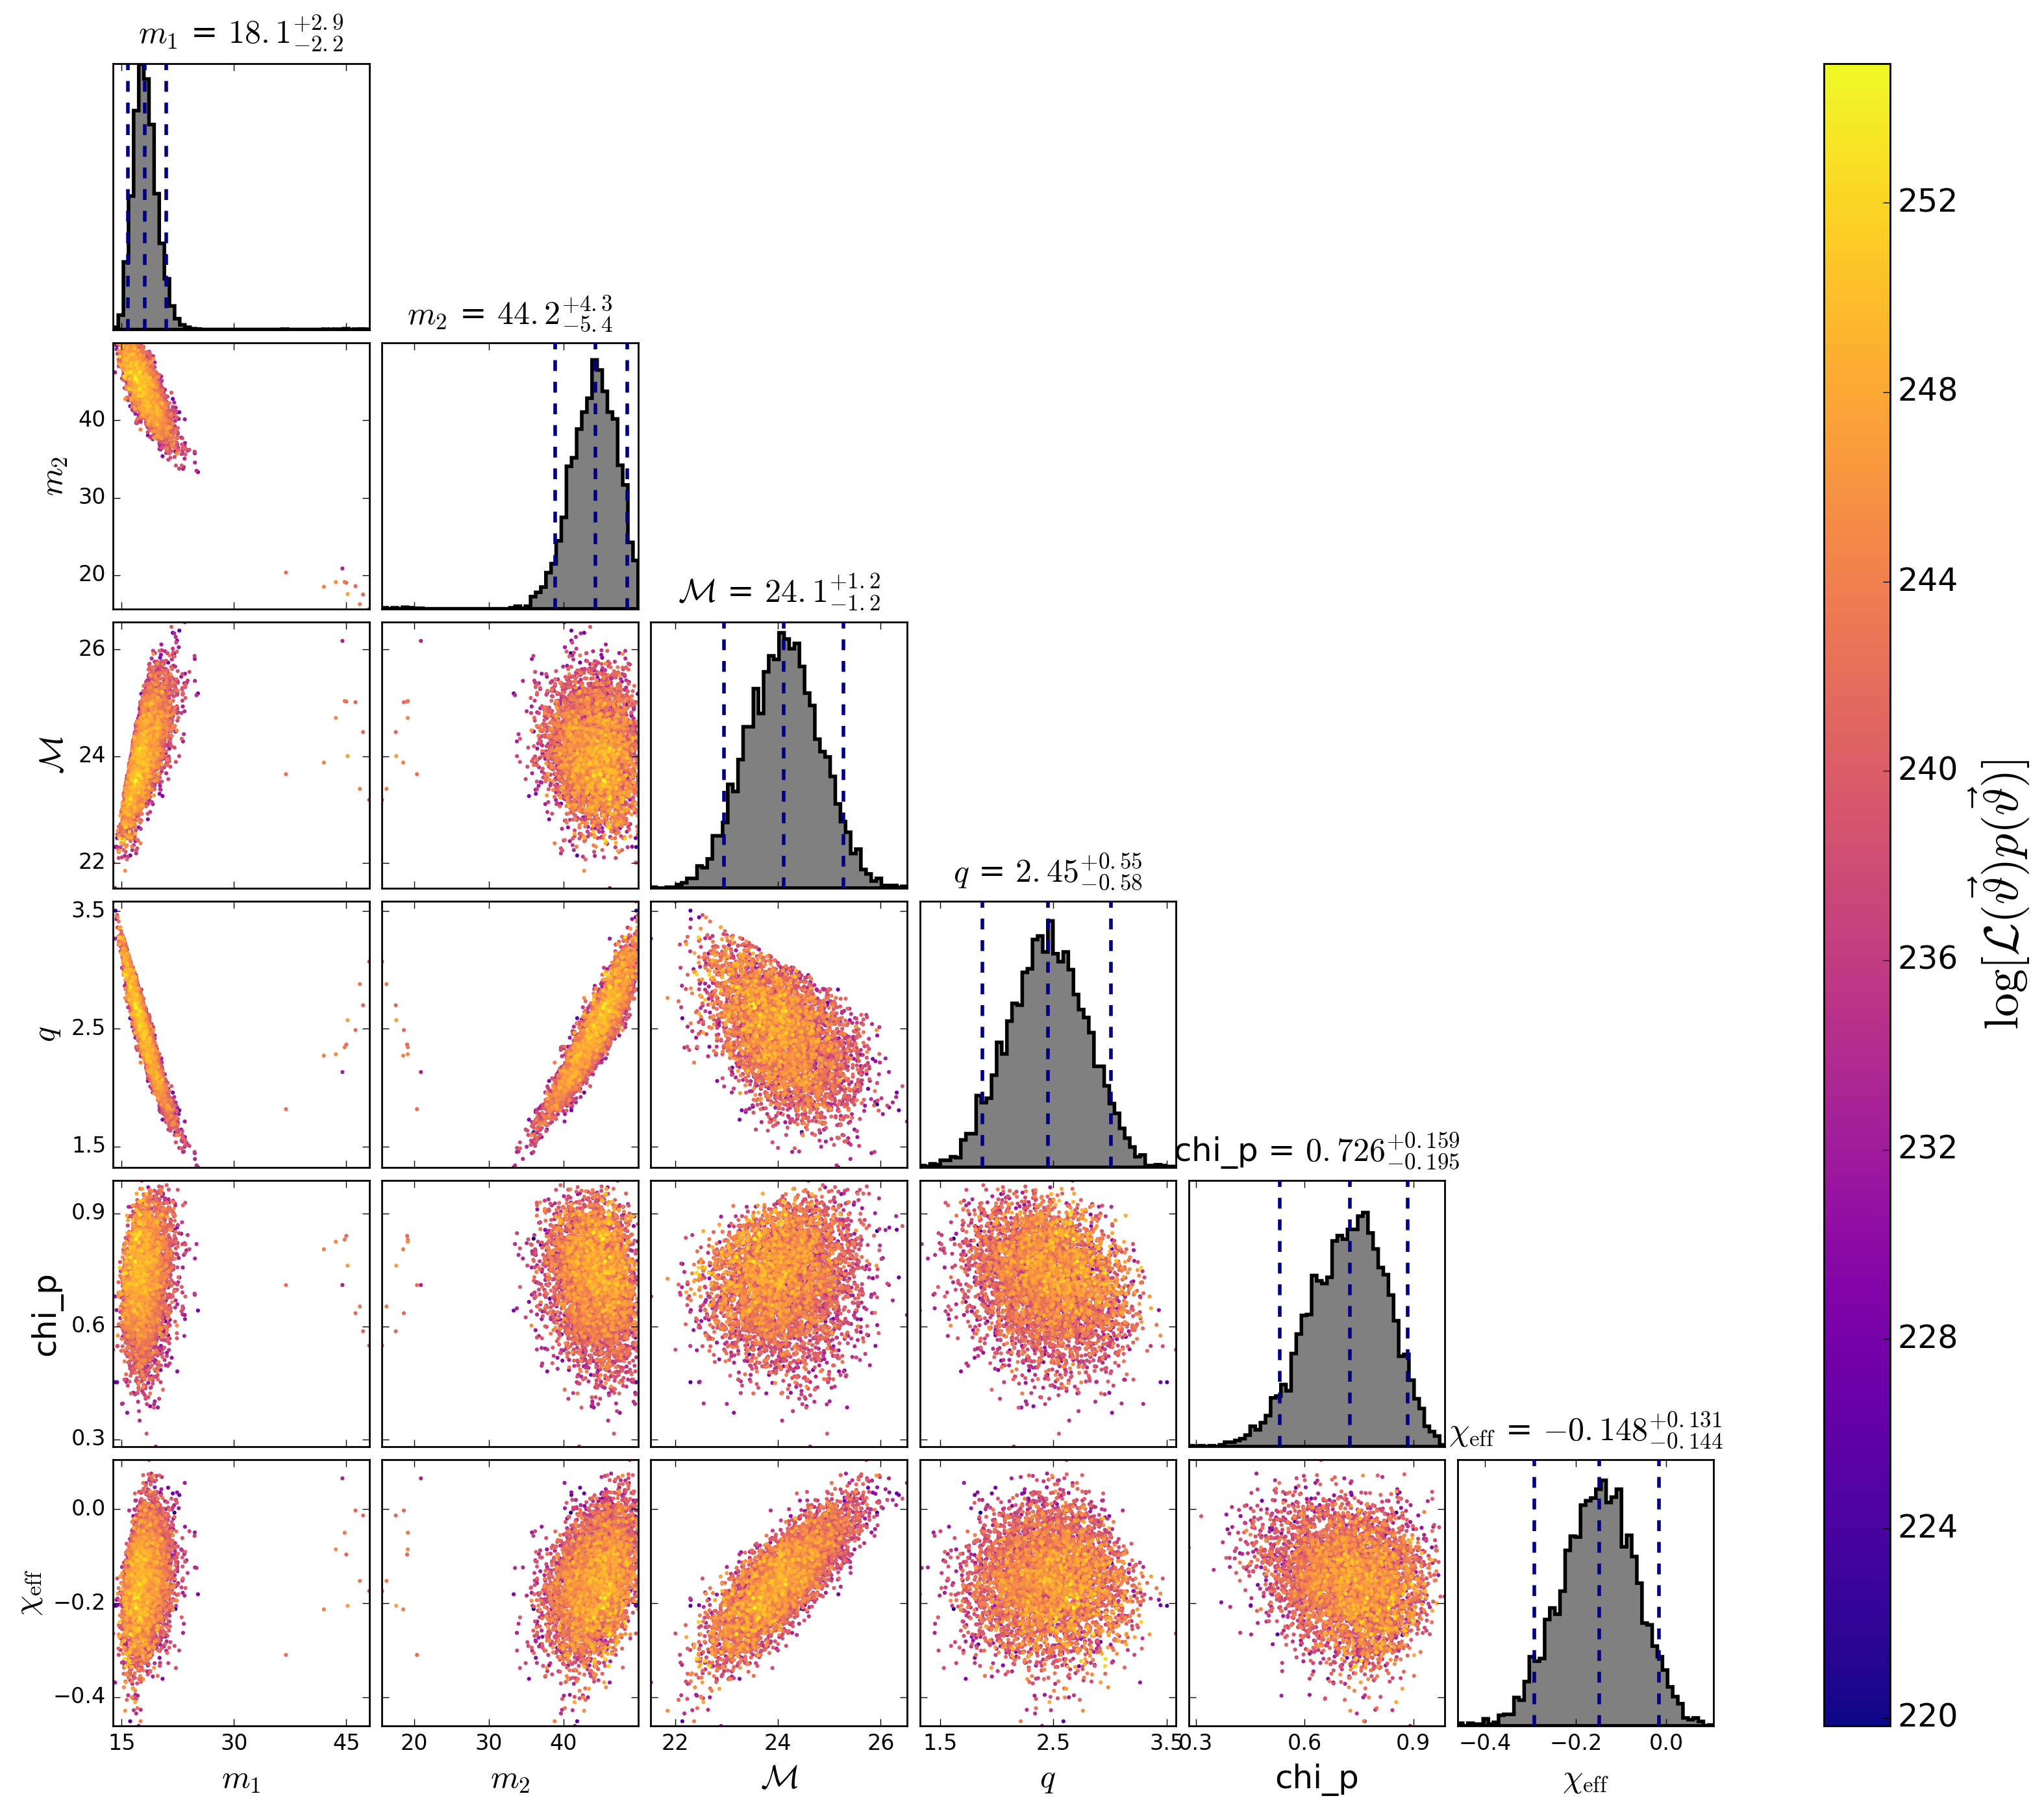 m₁ = 18.1 +2.9 −2.2
m₂ = 44.2 +4.3 −5.4
ℳ = 24.1 +1.2 −1.2
q = 2.45 +0.55 −0.58
chi_p = 0.726 +0.159 −0.195
χeff = −0.148 +0.131 −0.144
m₂
40
30
20
ℳ
26
24
22
q
3.5
2.5
1.5
chi_p
0.9
0.6
0.3
χeff
0.0
−0.2
−0.4
15 30 45
20 40
22 24 26
1.5 2.5 3.5
0.3 0.6 0.9
−0.4 −0.2 0.0
m₁
m₂
ℳ
q
chi_p
χeff
252
248
244
240
236
232
228
224
220
log[ℒ(ϑ⃗)p(ϑ⃗)]